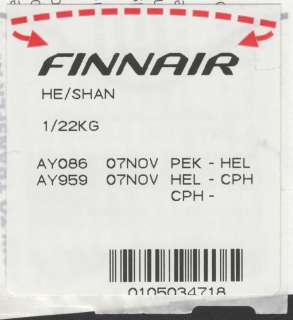 FINNAIR
HE/SHAN
1/22KG
AY086 07NOV PEK - HEL
AY959 07NOV HEL - CPH
CPH -
0105034718